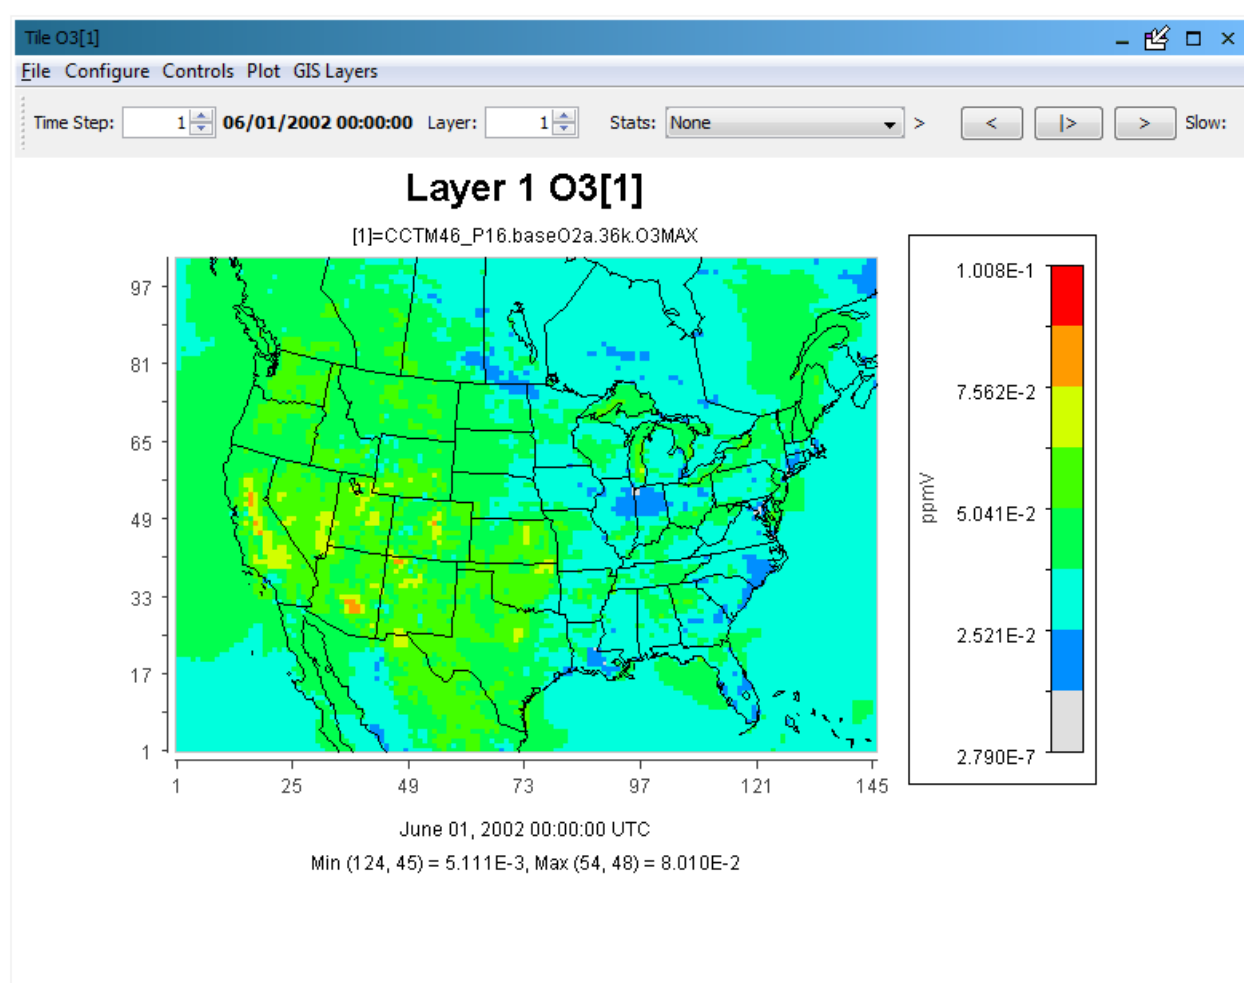 Tile O3[1]
File Configure Controls Plot GIS Layers
Time Step: 1 06/01/2002 00:00:00 Layer: 1 Stats: None > < |> > Slow:
Layer 1 O3[1]
[1]=CCTM46_P16.baseO2a.36k.O3MAX
97
81
65
49
33
17
1
1 25 49 73 97 121 145
1.008E-1
7.562E-2
5.041E-2
2.521E-2
2.790E-7
ppmV
June 01, 2002 00:00:00 UTC
Min (124, 45) = 5.111E-3, Max (54, 48) = 8.010E-2